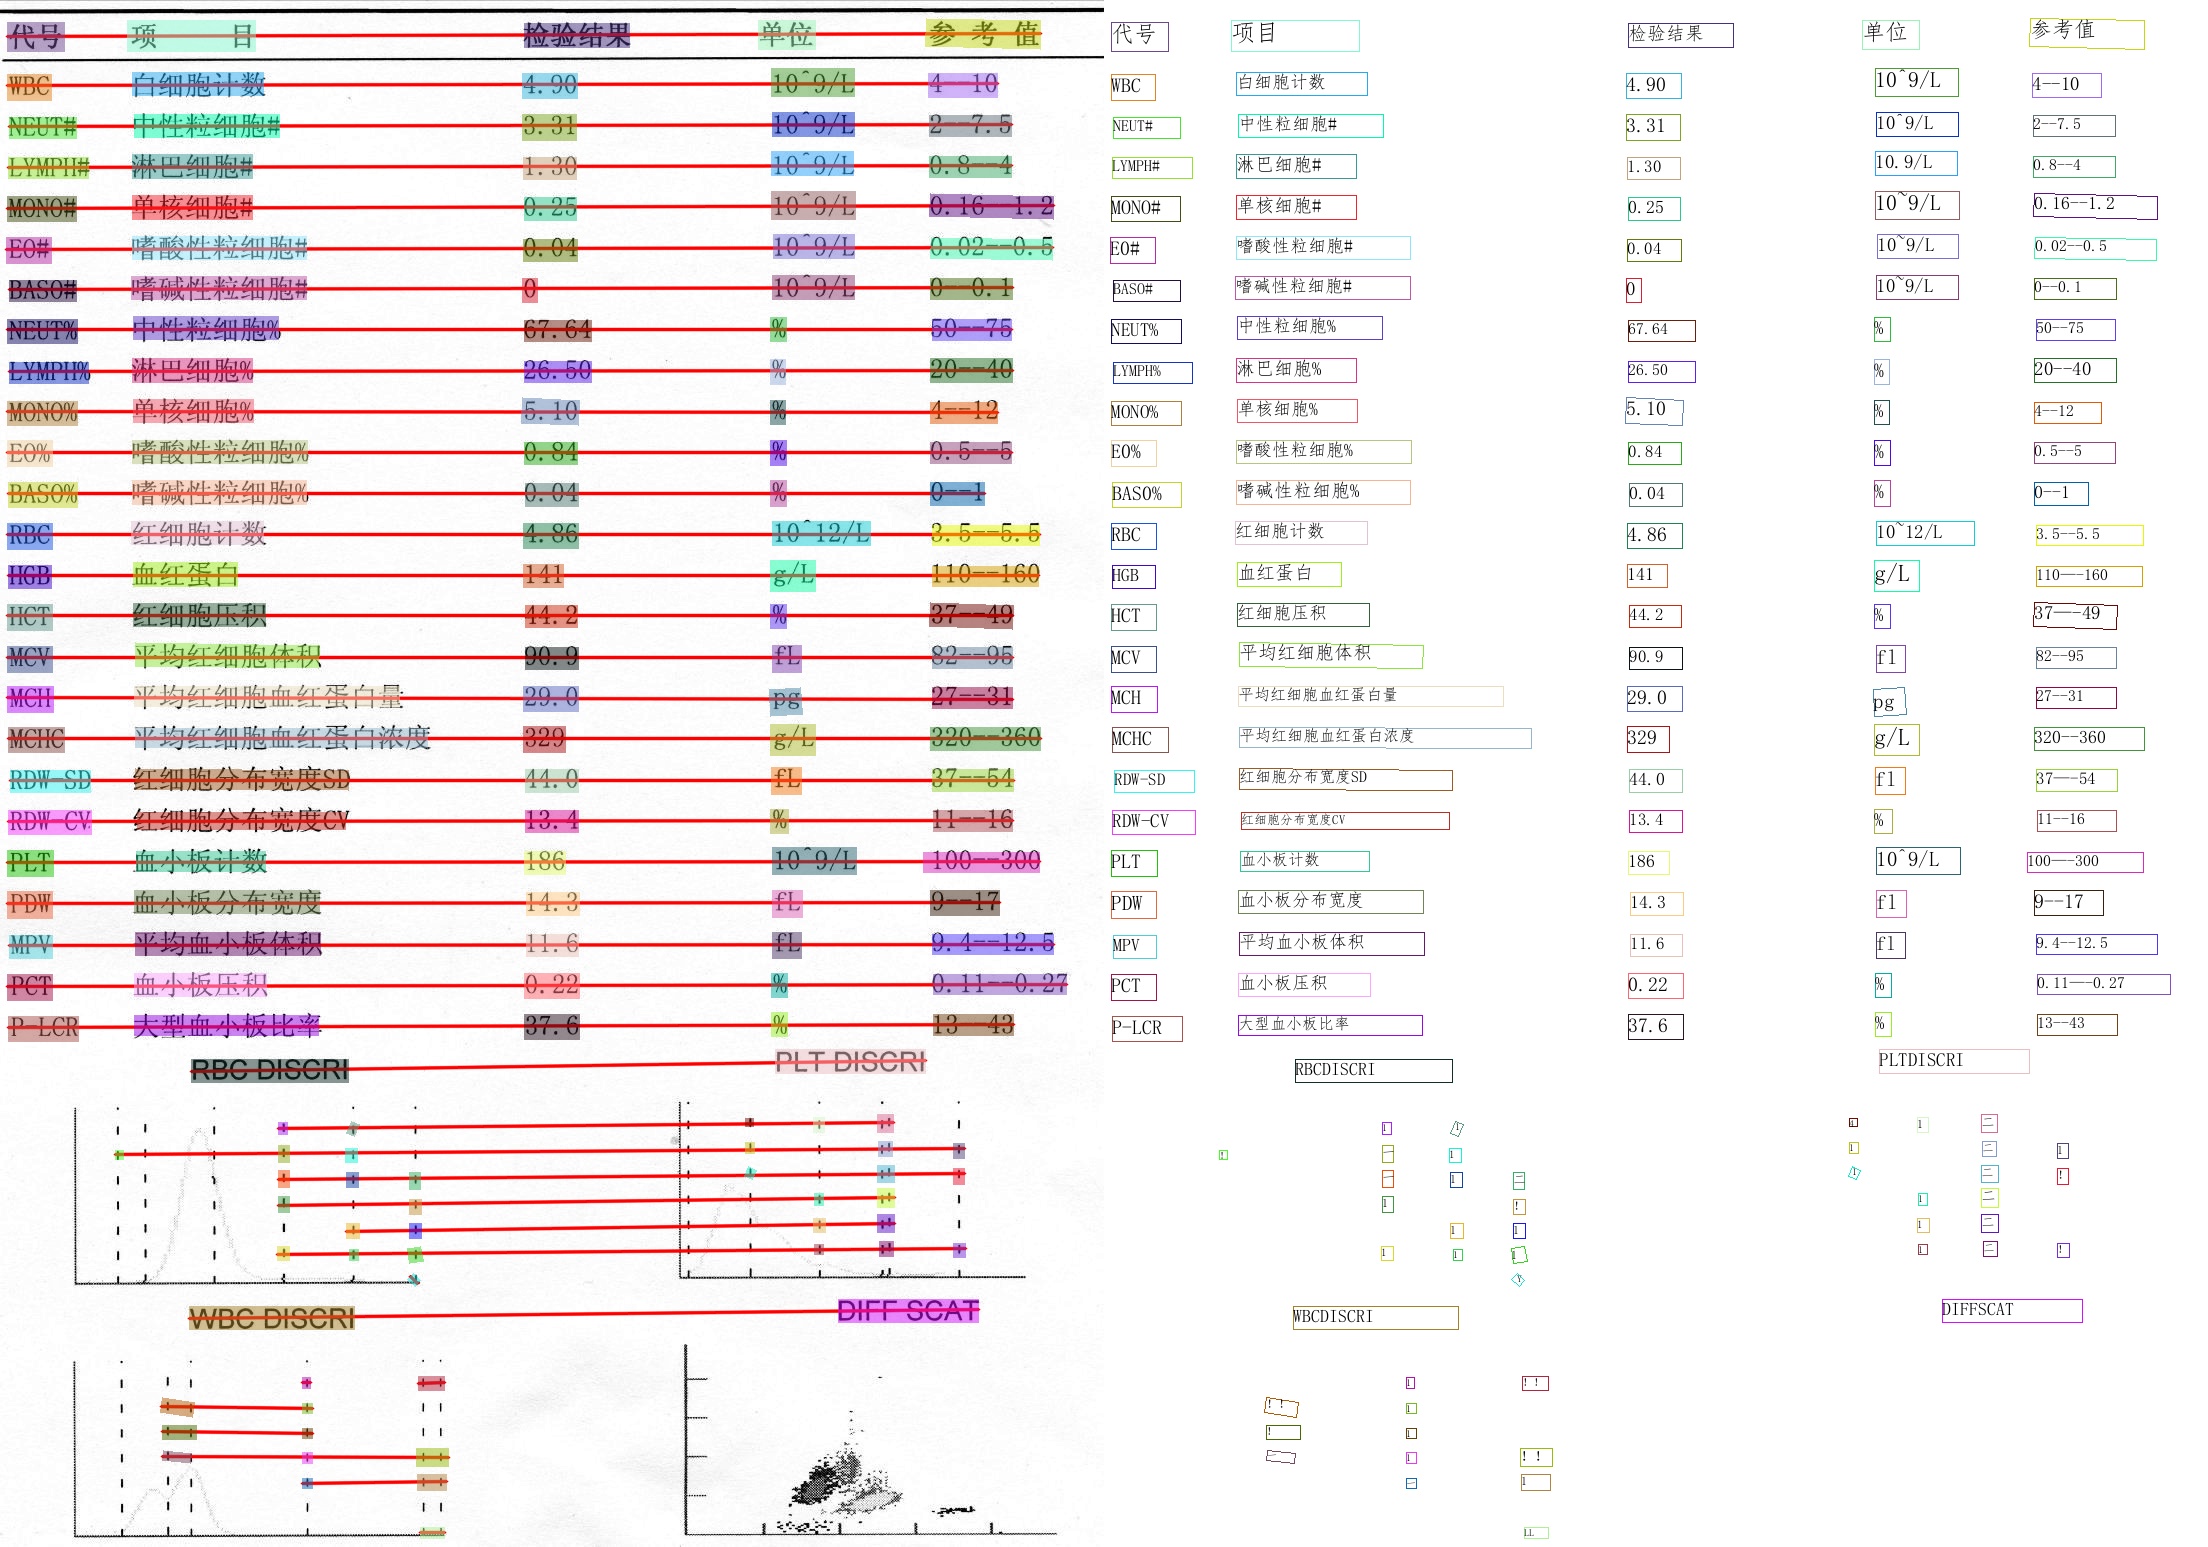 代号 项 目 检验结果 单位 参 考 值
WBC 白细胞计数 4.90 10^9/L 4--10
NEUT# 中性粒细胞# 3.31 10^9/L 2--7.5
LYMPH# 淋巴细胞# 1.30 10^9/L 0.8--4
MONO# 单核细胞# 0.25 10^9/L 0.16--1.2
EO# 嗜酸性粒细胞# 0.04 10^9/L 0.02--0.5
BASO# 嗜碱性粒细胞# 0 10^9/L 0--0.1
NEUT% 中性粒细胞% 67.64 % 50--75
LYMPH% 淋巴细胞% 26.50 % 20--40
MONO% 单核细胞% 5.10 % 4--12
EO% 嗜酸性粒细胞% 0.84 % 0.5--5
BASO% 嗜碱性粒细胞% 0.04 % 0--1
RBC 红细胞计数 4.86 10^12/L 3.5--5.5
HGB 血红蛋白 141 g/L 110--160
HCT 红细胞压积 44.2 % 37--49
MCV 平均红细胞体积 90.9 fL 82--95
MCH 平均红细胞血红蛋白量 29.0 pg 27--31
MCHC 平均红细胞血红蛋白浓度 329 g/L 320--360
RDW-SD 红细胞分布宽度SD 44.0 fL 37--54
RDW-CV 红细胞分布宽度CV 13.4 % 11--16
PLT 血小板计数 186 10^9/L 100--300
PDW 血小板分布宽度 14.3 fL 9--17
MPV 平均血小板体积 11.6 fL 9.4--12.5
PCT 血小板压积 0.22 % 0.11--0.27
P-LCR 大型血小板比率 37.6 % 13--43
RBC DISCRI PLT DISCRI
WBC DISCRI DIFF SCAT
代号 项目 检验结果 单位 参考值
WBC 白细胞计数 4.90 10^9/L 4--10
NEUT# 中性粒细胞# 3.31 10^9/L 2--7.5
LYMPH# 淋巴细胞# 1.30 10.9/L 0.8--4
MONO# 单核细胞# 0.25 10~9/L 0.16--1.2
EO# 嗜酸性粒细胞# 0.04 10~9/L 0.02--0.5
BASO# 嗜碱性粒细胞# 0 10~9/L 0--0.1
NEUT% 中性粒细胞% 67.64 % 50--75
LYMPH% 淋巴细胞% 26.50 % 20--40
MONO% 单核细胞% 5.10 % 4--12
EO% 嗜酸性粒细胞% 0.84 % 0.5--5
BASO% 嗜碱性粒细胞% 0.04 % 0--1
RBC 红细胞计数 4.86 10~12/L 3.5--5.5
HGB 血红蛋白 141 g/L 110--160
HCT 红细胞压积 44.2 % 37--49
MCV 平均红细胞体积 90.9 fl 82--95
MCH 平均红细胞血红蛋白量 29.0 pg 27--31
MCHC 平均红细胞血红蛋白浓度 329 g/L 320--360
RDW-SD 红细胞分布宽度SD 44.0 fl 37--54
RDW-CV 红细胞分布宽度CV 13.4 % 11--16
PLT 血小板计数 186 10^9/L 100--300
PDW 血小板分布宽度 14.3 fl 9--17
MPV 平均血小板体积 11.6 fl 9.4--12.5
PCT 血小板压积 0.22 % 0.11--0.27
P-LCR 大型血小板比率 37.6 % 13--43
RBCDISCRI PLTDISCRI
WBCDISCRI DIFFSCAT